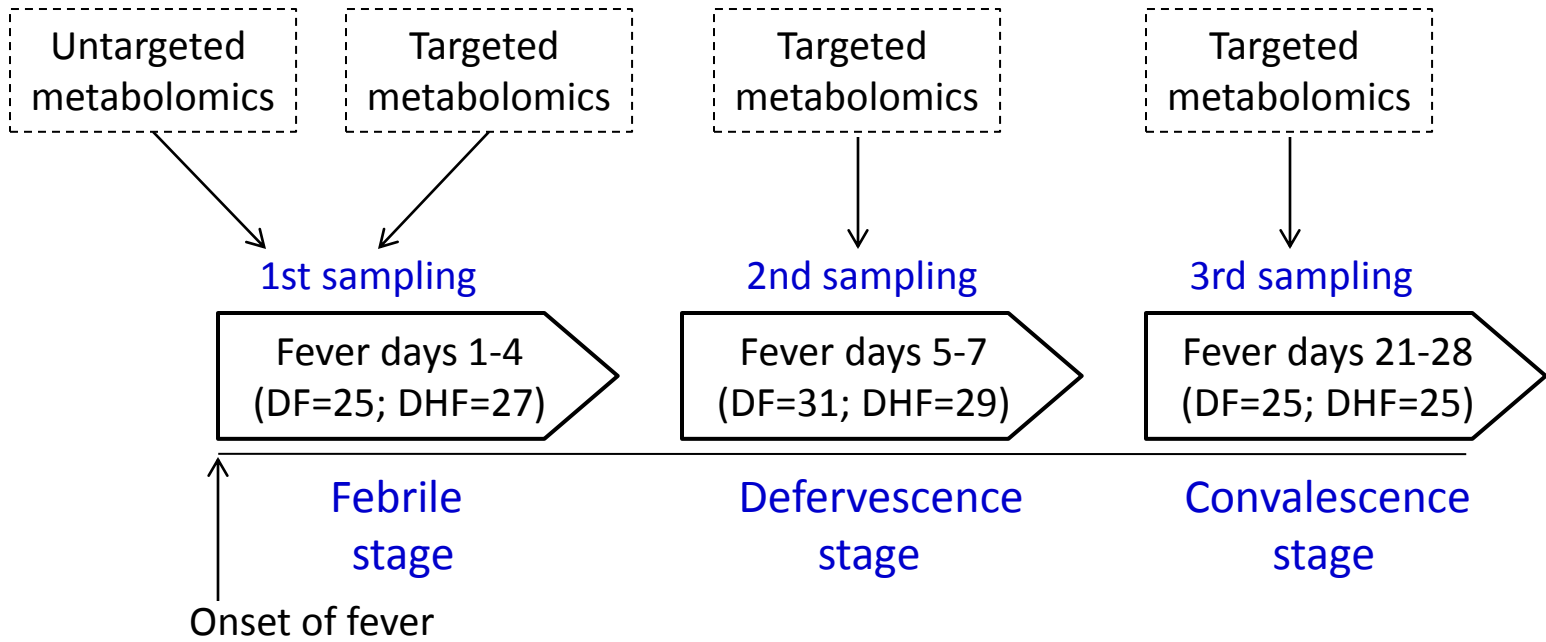 Untargeted
metabolomics
Targeted
metabolomics
Targeted
metabolomics
Targeted
metabolomics
1st sampling
2nd sampling
3rd sampling
Fever days 1-4
(DF=25; DHF=27)
Fever days 5-7
(DF=31; DHF=29)
Fever days 21-28
(DF=25; DHF=25)
Febrile
stage
Defervescence
stage
Convalescence
stage
Onset of fever